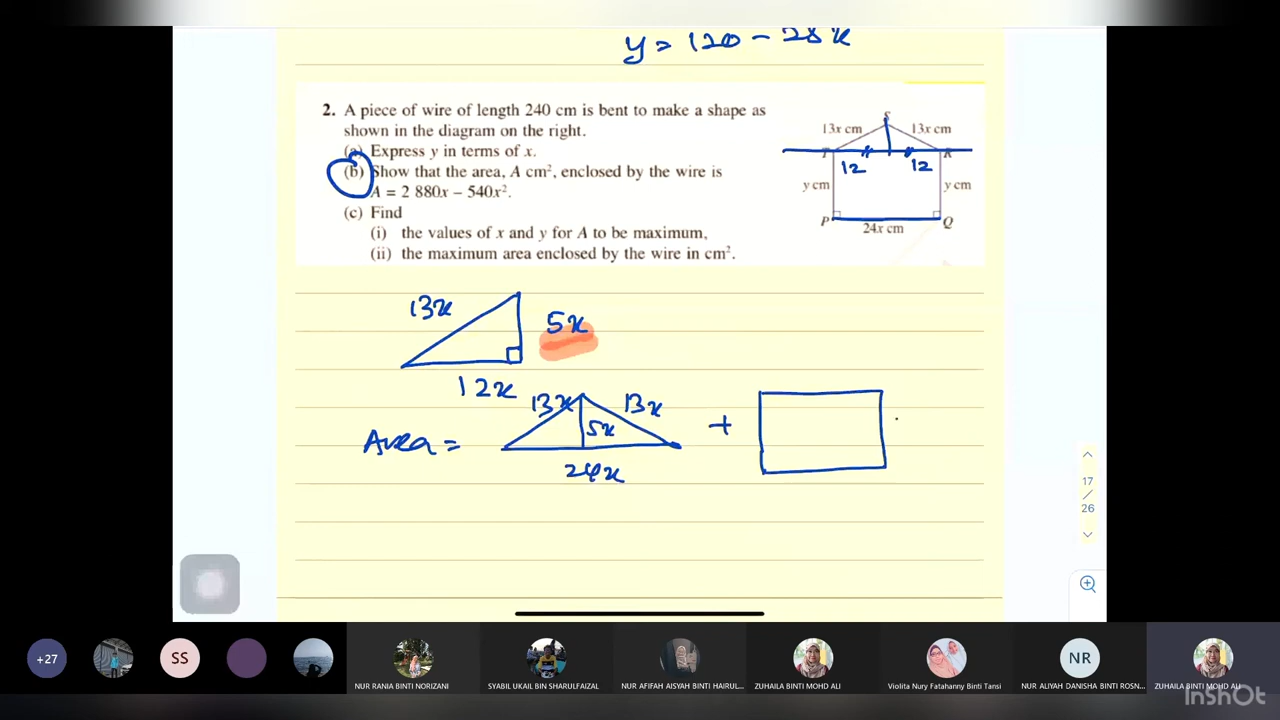 y = 120 - 28x
2. A piece of wire of length 240 cm is bent to make a shape as
shown in the diagram on the right.
(a) Express y in terms of x.
(b) Show that the area, A cm², enclosed by the wire is
A = 2 880x – 540x².
(c) Find
(i) the values of x and y for A to be maximum,
(ii) the maximum area enclosed by the wire in cm².
S
13x cm 13x cm
T R
12 12
y cm y cm
P Q
24x cm
13x
5x
12x
13x 13x
Area = 5x +
24x
17
/
26
+27
SS
NR
NUR RANIA BINTI NORIZANI
SYABIL UKAIL BIN SHARULFAIZAL
NUR AFIFAH AISYAH BINTI HAIRUL...
ZUHAILA BINTI MOHD ALI
Violita Nury Fatahanny Binti Tansi
NUR ALIYAH DANISHA BINTI ROSN...
ZUHAILA BINTI MOHD ALI
InShOt